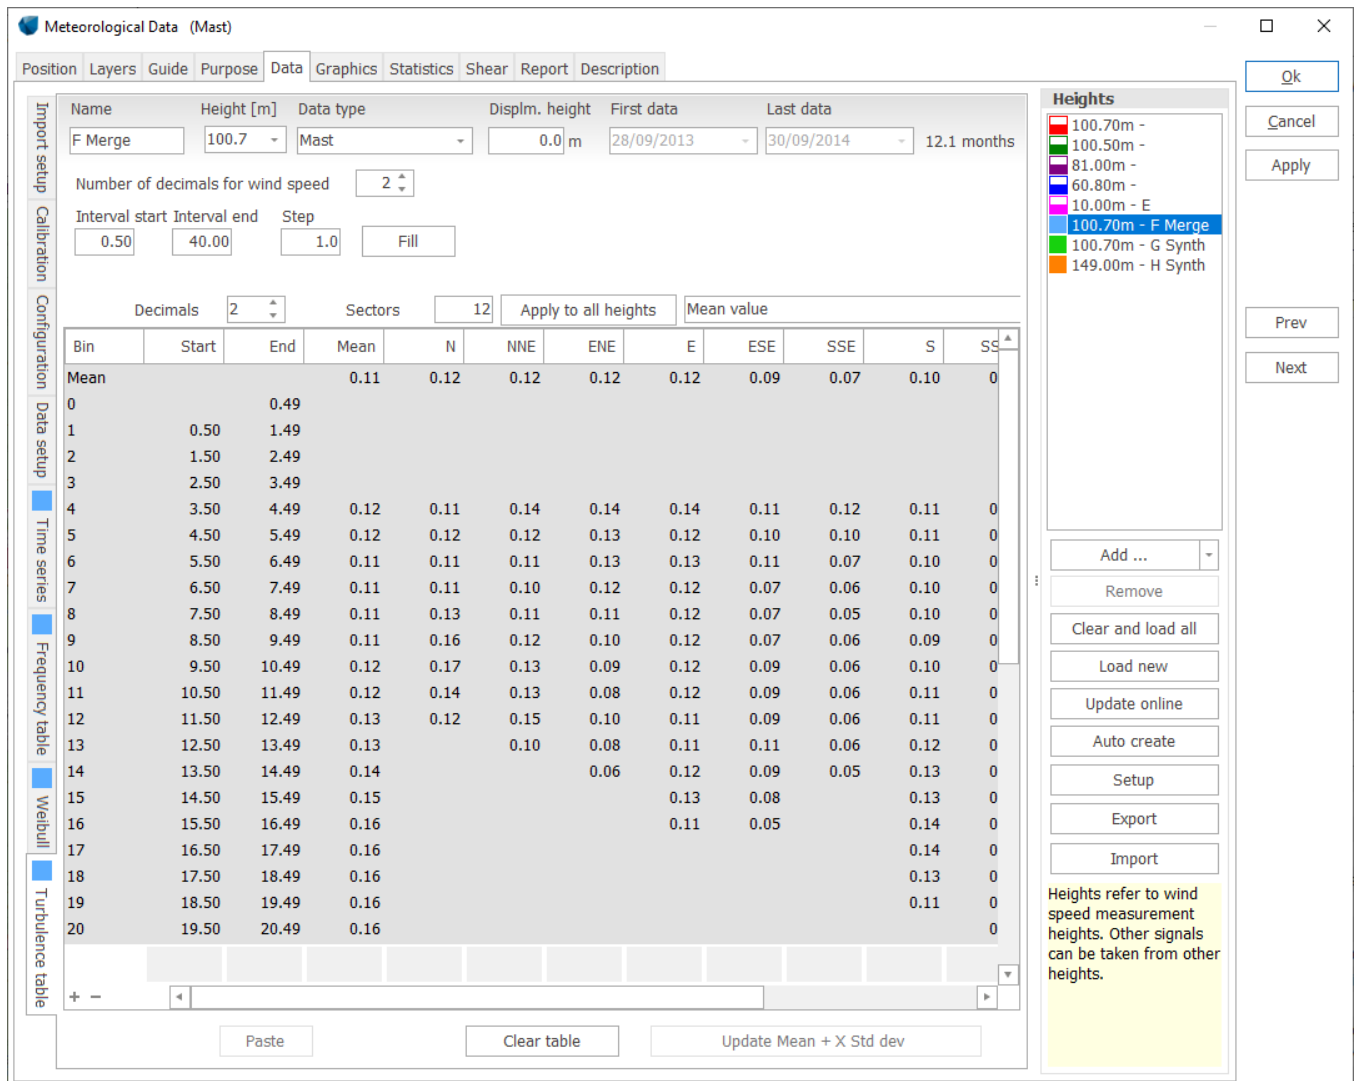 Meteorological Data (Mast)
Position Layers Guide Purpose Data Graphics Statistics Shear Report Description
Import setup
Calibration
Configuration
Data setup
Time series
Frequency table
Weibull
Turbulence table
Name Height [m] Data type Displm. height First data Last data
F Merge 100.7 Mast 0.0 m 28/09/2013 30/09/2014 12.1 months
Number of decimals for wind speed 2
Interval start Interval end Step
0.50 40.00 1.0 Fill
Decimals 2 Sectors 12 Apply to all heights Mean value
Bin Start End Mean N NNE ENE E ESE SSE S SS
Mean 0.11 0.12 0.12 0.12 0.12 0.09 0.07 0.10 0
0 0.49
1 0.50 1.49
2 1.50 2.49
3 2.50 3.49
4 3.50 4.49 0.12 0.11 0.14 0.14 0.14 0.11 0.12 0.11 0
5 4.50 5.49 0.12 0.12 0.12 0.13 0.12 0.10 0.10 0.11 0
6 5.50 6.49 0.11 0.11 0.11 0.13 0.13 0.11 0.07 0.10 0
7 6.50 7.49 0.11 0.11 0.10 0.12 0.12 0.07 0.06 0.10 0
8 7.50 8.49 0.11 0.13 0.11 0.11 0.12 0.07 0.05 0.10 0
9 8.50 9.49 0.11 0.16 0.12 0.10 0.12 0.07 0.06 0.09 0
10 9.50 10.49 0.12 0.17 0.13 0.09 0.12 0.09 0.06 0.10 0
11 10.50 11.49 0.12 0.14 0.13 0.08 0.12 0.09 0.06 0.11 0
12 11.50 12.49 0.13 0.12 0.15 0.10 0.11 0.09 0.06 0.11 0
13 12.50 13.49 0.13 0.10 0.08 0.11 0.11 0.06 0.12 0
14 13.50 14.49 0.14 0.06 0.12 0.09 0.05 0.13 0
15 14.50 15.49 0.15 0.13 0.08 0.13 0
16 15.50 16.49 0.16 0.11 0.05 0.14 0
17 16.50 17.49 0.16 0.14 0
18 17.50 18.49 0.16 0.13 0
19 18.50 19.49 0.16 0.11 0
20 19.50 20.49 0.16 0
+ −
Paste Clear table Update Mean + X Std dev
Heights
100.70m -
100.50m -
81.00m -
60.80m -
10.00m - E
100.70m - F Merge
100.70m - G Synth
149.00m - H Synth
Add ...
Remove
Clear and load all
Load new
Update online
Auto create
Setup
Export
Import
Heights refer to wind
speed measurement
heights. Other signals
can be taken from other
heights.
Ok
Cancel
Apply
Prev
Next